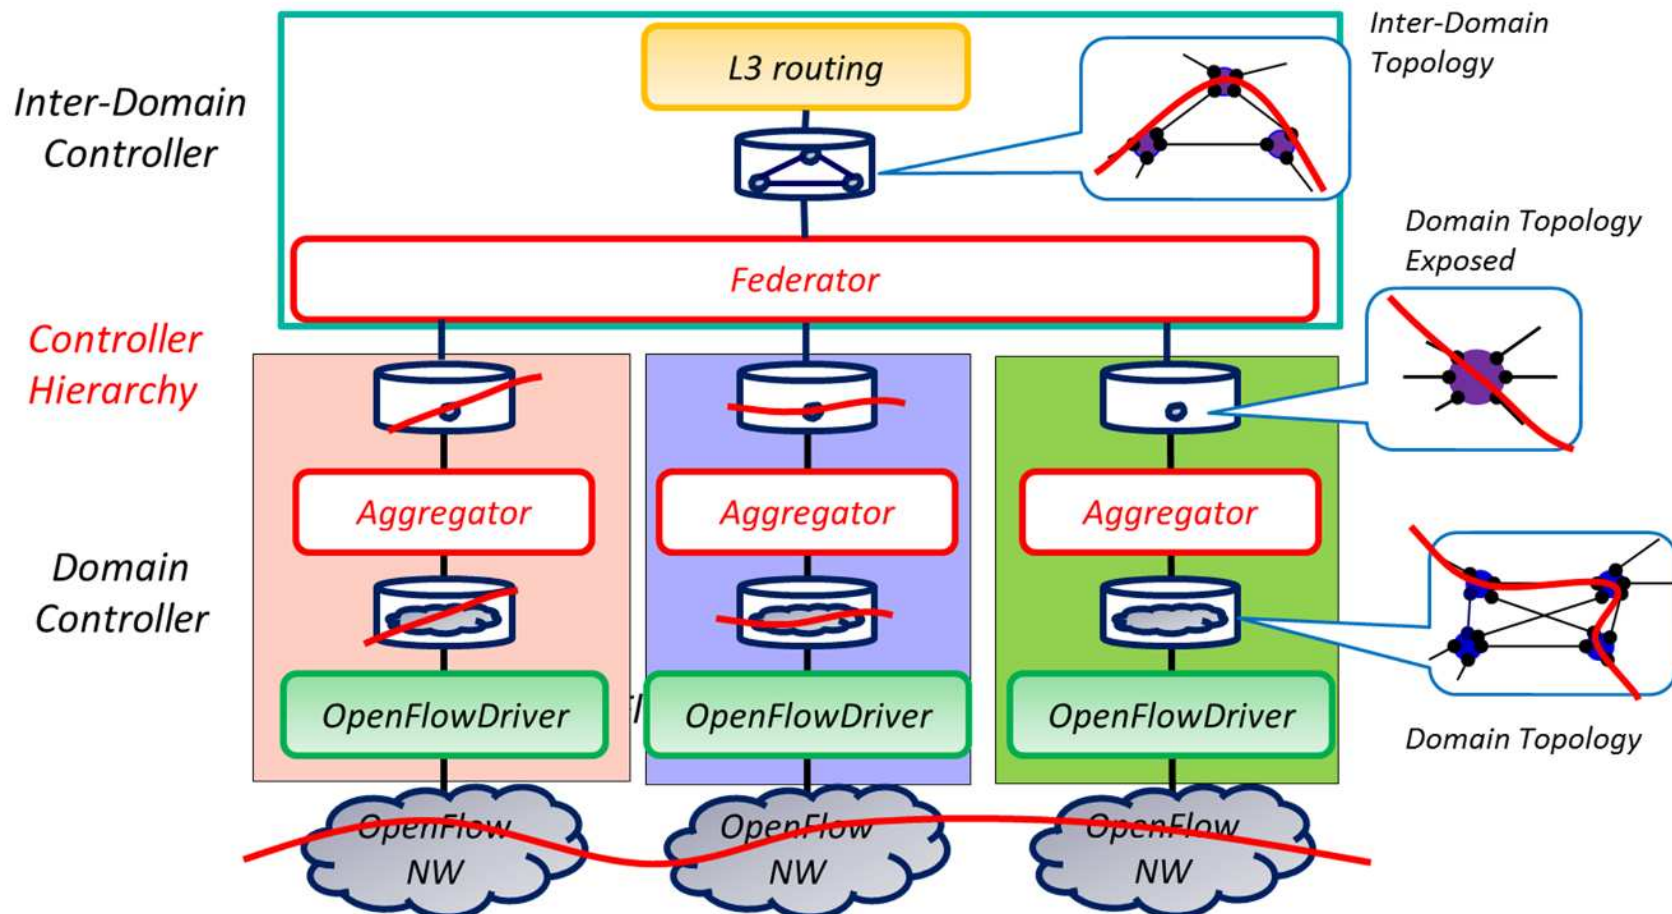 Inter-Domain
Topology
L3 routing
Inter-Domain
Controller
Domain Topology
Exposed
Federator
Controller
Hierarchy
Aggregator
Aggregator
Aggregator
Domain
Controller
OpenFlowDriver
OpenFlowDriver
OpenFlowDriver
Domain Topology
OpenFlow
NW
OpenFlow
NW
OpenFlow
NW